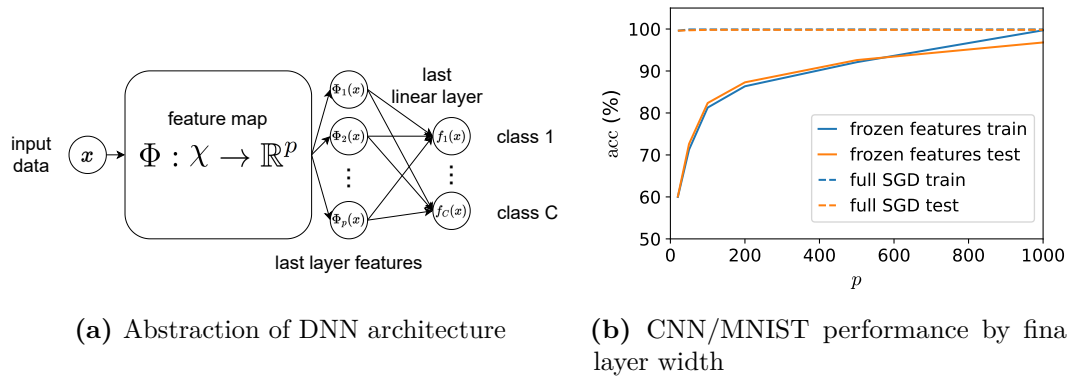 input
data
x
feature map
Φ : χ → ℝ^p
Φ₁(x)
Φ₂(x)
⋮
Φ_p(x)
last layer features
last
linear layer
f₁(x)
⋮
f_C(x)
class 1
class C
(a) Abstraction of DNN architecture
acc (%)
100
90
80
70
60
50
0 200 400 600 800 1000
p
frozen features train
frozen features test
full SGD train
full SGD test
(b) CNN/MNIST performance by fina
layer width